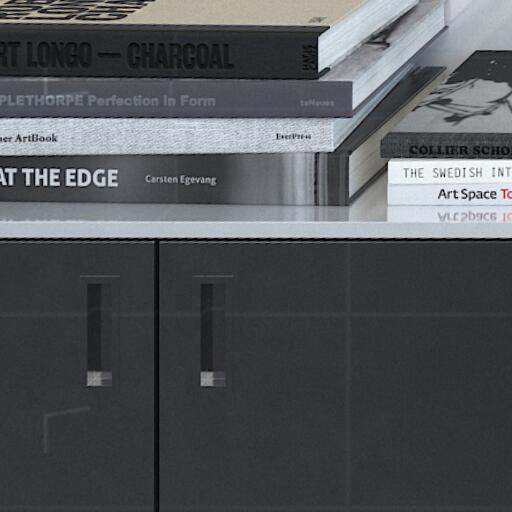 RT LONGO — CHARCOAL
PLETHORPE Perfection in Form teNeues
ner ArtBook EverPress
AT THE EDGE Carsten Egevang
COLLIER SCHO
THE SWEDISH INT
Art Space To